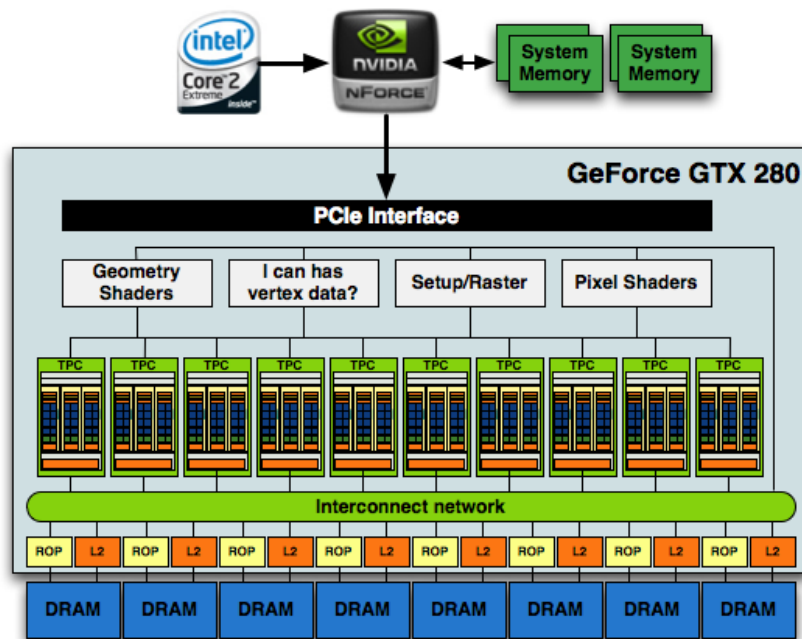 intel
Core™2
Extreme
inside™
NVIDIA
NFORCE
System
Memory
System
Memory
GeForce GTX 280
PCIe Interface
Geometry
Shaders
I can has
vertex data?
Setup/Raster
Pixel Shaders
TPC TPC TPC TPC TPC TPC TPC TPC TPC TPC
Interconnect network
ROP L2 ROP L2 ROP L2 ROP L2 ROP L2 ROP L2 ROP L2 ROP L2
DRAM DRAM DRAM DRAM DRAM DRAM DRAM DRAM